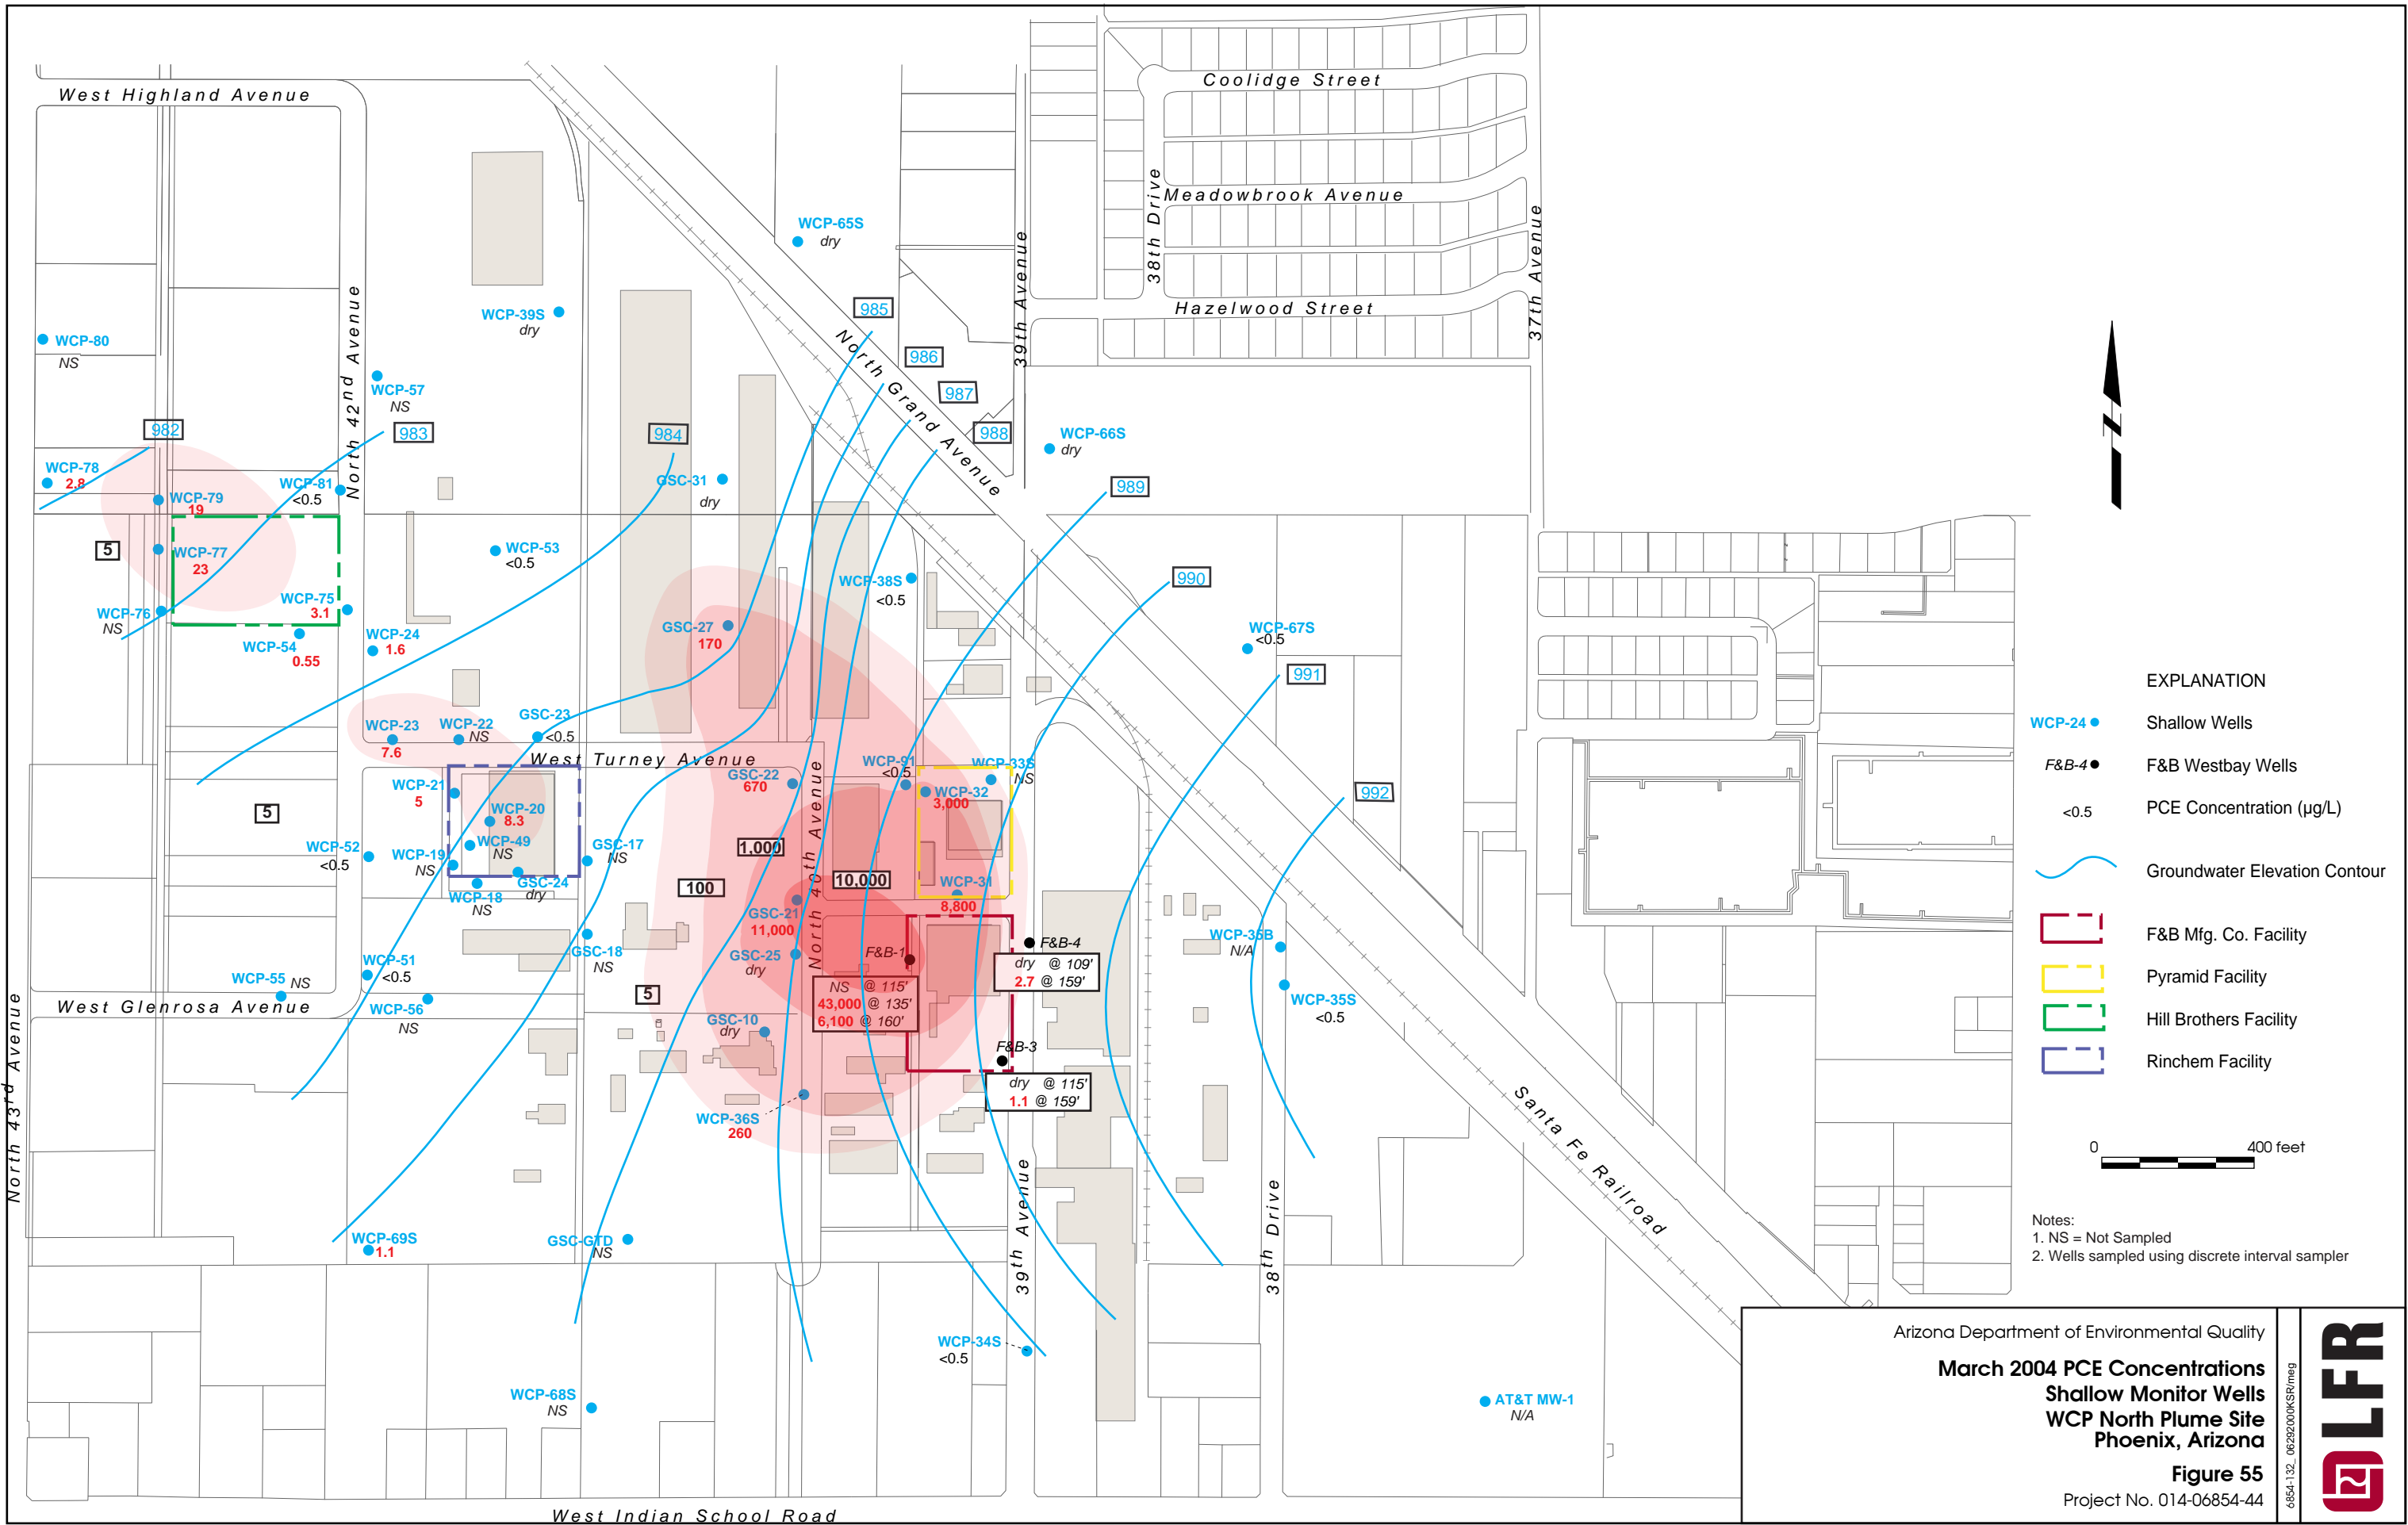 West Highland Avenue
Coolidge Street
38th Drive
Meadowbrook Avenue
WCP-65S
dry
39th Avenue
37th Avenue
North 42nd Avenue
985
Hazelwood Street
WCP-39S
dry
WCP-80
NS
North Grand Avenue
986
WCP-57
NS
987
982
983
984
988
WCP-66S
dry
WCP-78
2.8
WCP-81
<0.5
GSC-31
dry
989
WCP-79
19
5
WCP-77
23
WCP-53
<0.5
WCP-38S
<0.5
990
WCP-76
NS
WCP-75
3.1
WCP-54
0.55
WCP-24
1.6
GSC-27
170
WCP-67S
<0.5
991
EXPLANATION
WCP-24
Shallow Wells
WCP-23
7.6
WCP-22
NS
GSC-23
<0.5
West Turney Avenue
F&B-4
F&B Westbay Wells
WCP-21
5
GSC-22
670
WCP-91
<0.5
WCP-33S
NS
WCP-32
3,000
992
<0.5
PCE Concentration (µg/L)
5
WCP-20
8.3
WCP-52
<0.5
WCP-19
NS
WCP-49
NS
GSC-17
NS
1,000
North 40th Avenue
Groundwater Elevation Contour
100
10,000
WCP-31
8,800
WCP-18
NS
GSC-24
dry
GSC-21
11,000
F&B Mfg. Co. Facility
GSC-18
NS
GSC-25
dry
F&B-1
F&B-4
dry @ 109'
2.7 @ 159'
WCP-35B
N/A
WCP-51
<0.5
WCP-55
NS
Pyramid Facility
5
NS @ 115'
43,000 @ 135'
6,100 @ 160'
WCP-35S
<0.5
West Glenrosa Avenue
WCP-56
NS
GSC-10
dry
Hill Brothers Facility
F&B-3
dry @ 115'
1.1 @ 159'
Rinchem Facility
North 43rd Avenue
WCP-36S
260
Santa Fe Railroad
0
400 feet
39th Avenue
38th Drive
WCP-69S
1.1
GSC-GTD
NS
Notes:
1. NS = Not Sampled
2. Wells sampled using discrete interval sampler
WCP-34S
<0.5
WCP-68S
NS
AT&T MW-1
N/A
West Indian School Road
Arizona Department of Environmental Quality
March 2004 PCE Concentrations
Shallow Monitor Wells
WCP North Plume Site
Phoenix, Arizona
Figure 55
Project No. 014-06854-44
6854-132_06292000KSR/meg
LFR